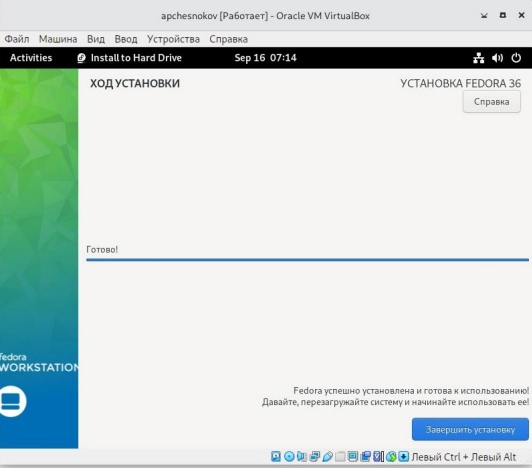 apchesnokov [Работает] - Oracle VM VirtualBox
Файл Машина Вид Ввод Устройства Справка
Activities Install to Hard Drive Sep 16 07:14
ХОД УСТАНОВКИ УСТАНОВКА FEDORA 36
Справка
Готово!
fedora
WORKSTATION
Fedora успешно установлена и готова к использованию!
Давайте, перезагружайте систему и начинайте использовать ее!
Завершить установку
Левый Ctrl + Левый Alt